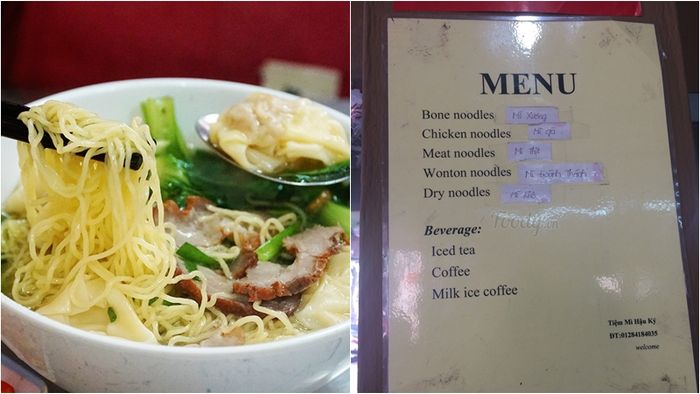 MENU
Bone noodles Mì Xương
Chicken noodles Mì gà
Meat noodles Mì thịt
Wonton noodles Mì hoành thánh
Dry noodles Mì khô
Foody.vn
Beverage:
Iced tea
Coffee
Milk ice coffee
Tiệm Mì Hậu Ký
ĐT:01284184035
welcome